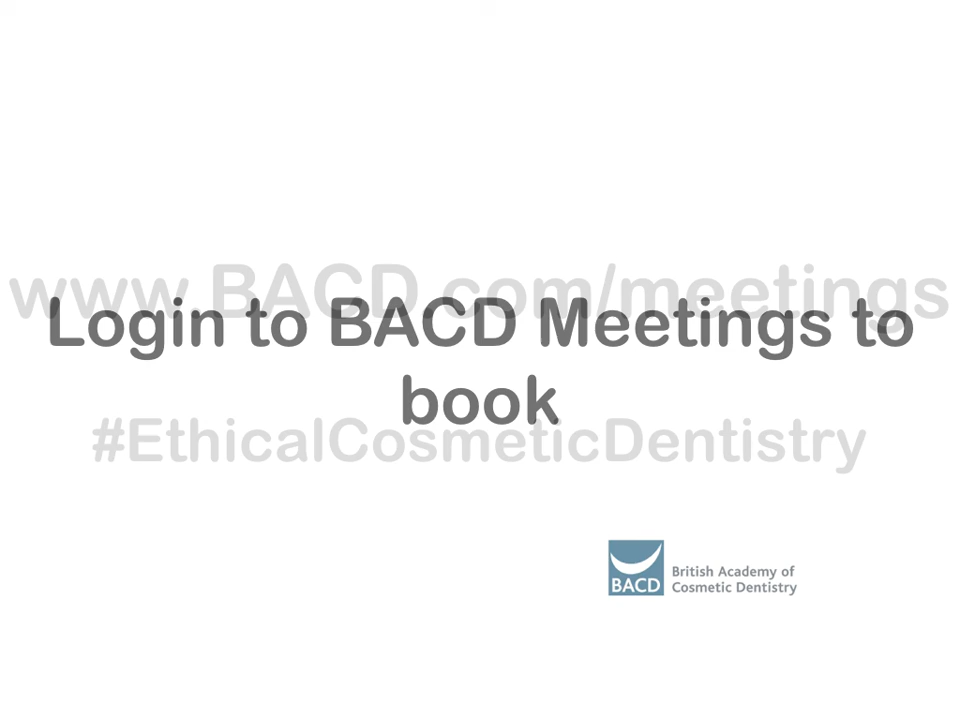 www.BACD.com/meetings
Login to BACD Meetings to
book
#EthicalCosmeticDentistry
BACD
British Academy of
Cosmetic Dentistry